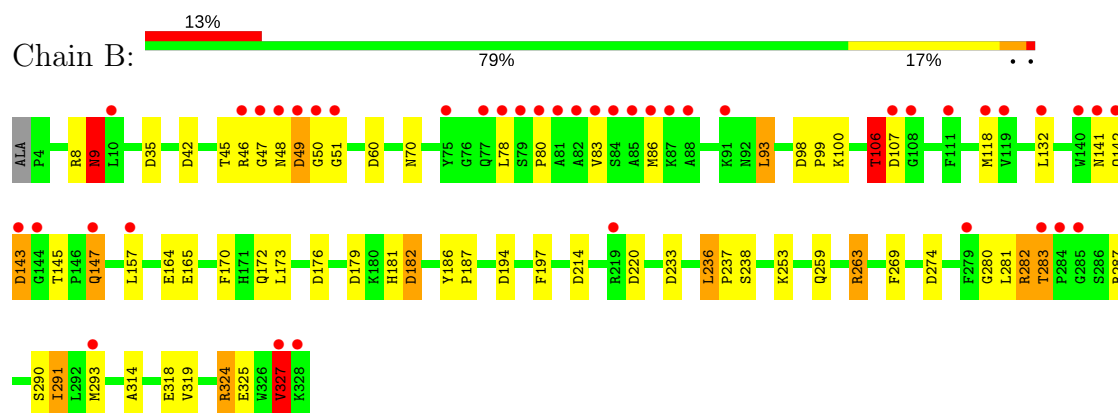 13%
Chain B:
79% 17% • •
ALA P4 R8 N9 L10 D35 D42 T45 R46 G47 N48 D49 G50 G51 D60 N70 Y75 G76 Q77 L78 S79 P80 A81 A82 V83 S84 A85 M86 K87 A88 K91 N92 L93 D98 P99 K100 T106 D107 G108 F111 M118 V119 L132 W140 N141
D143 G144 T145 P146 Q147 L157 E164 E165 F170 H171 Q172 L173 D176 D179 K180 H181 D182 Y186 P187 D194 F197 D214 R219 D220 D233 L236 P237 S238 K253 Q259 R263 F269 D274 F279 G280 L281 R282 T283 P284 G285 S286
S290 I291 L292 M293 A314 E318 V319 R324 E325 W326 V327 K328